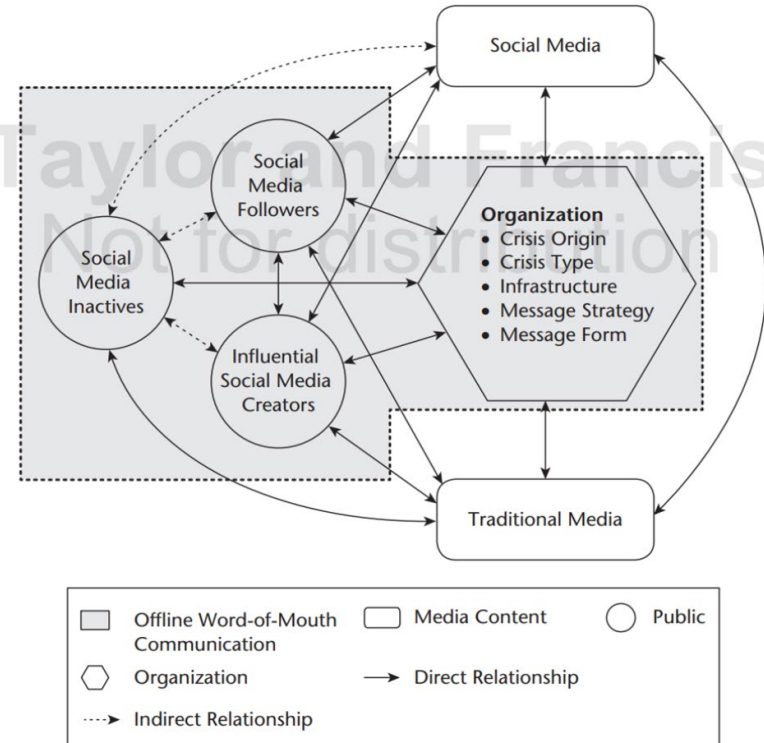 Social Media
Taylor and Francis
Not for distribution
Social
Media
Followers
Organization
• Crisis Origin
• Crisis Type
• Infrastructure
• Message Strategy
• Message Form
Social
Media
Inactives
Influential
Social Media
Creators
Traditional Media
Offline Word-of-Mouth
Communication
Media Content
Public
Organization
Direct Relationship
Indirect Relationship